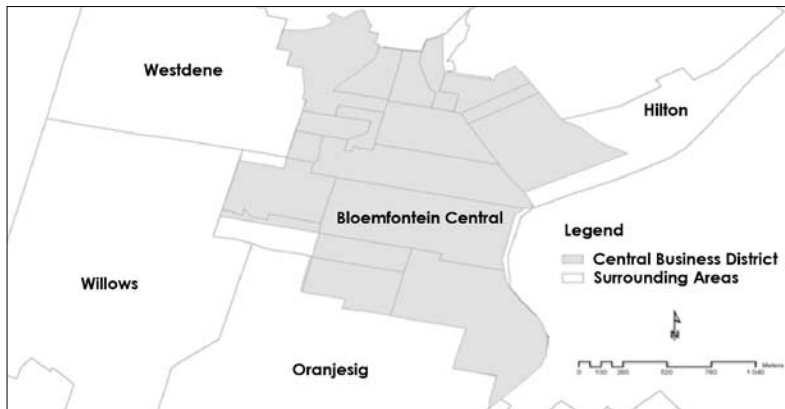 Westdene
Hilton
Bloemfontein Central
Legend
Central Business District
Surrounding Areas
Willows
N
Meters
0 130 260 520 780 1 040
Oranjesig